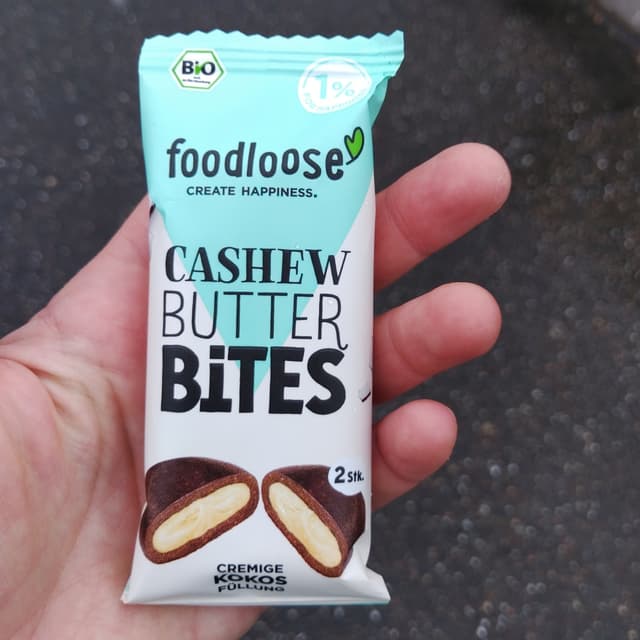 BiO
1%
foodloose
CREATE HAPPINESS.
CASHEW
BUTTER
BiTES
2 Stk.
CREMIGE
KOKOS
FÜLLUNG